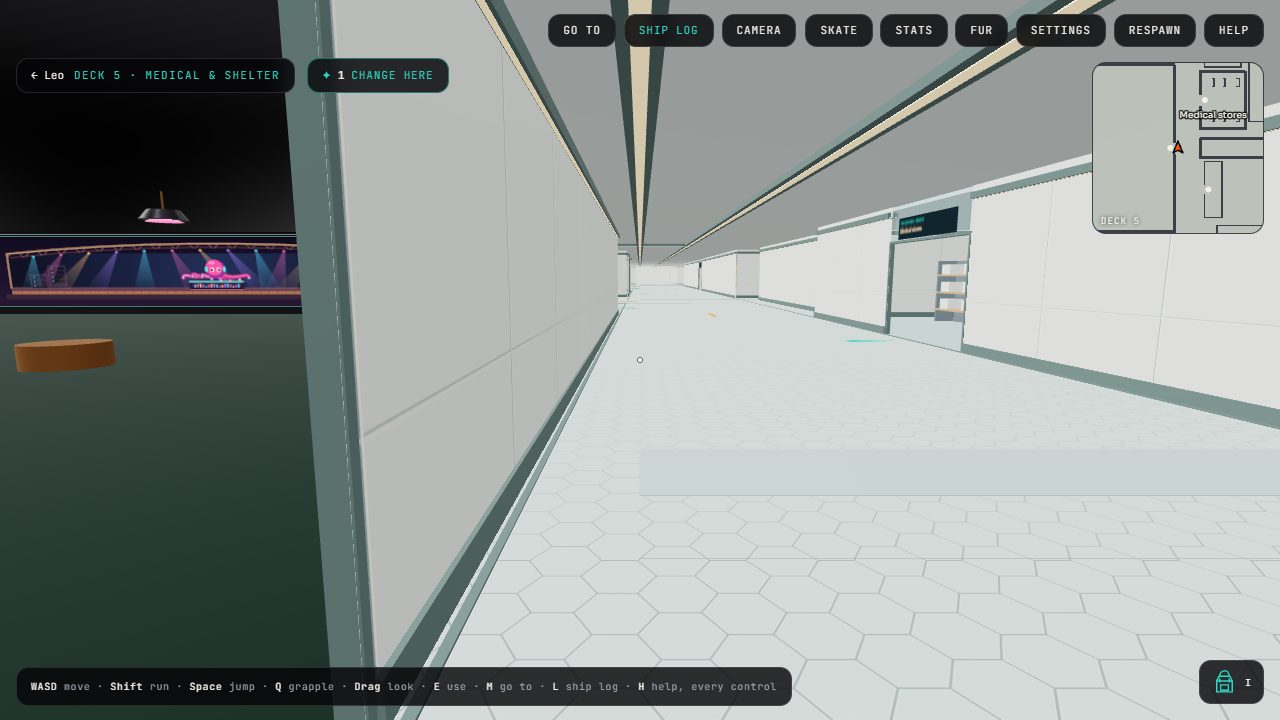 GO TO
SHIP LOG
CAMERA
SKATE
STATS
FUR
SETTINGS
RESPAWN
HELP
← Leo DECK 5 · MEDICAL & SHELTER
✦ 1 CHANGE HERE
Medical stores
DECK 5
WASD move · Shift run · Space jump · Q grapple · Drag look · E use · M go to · L ship log · H help, every control
I